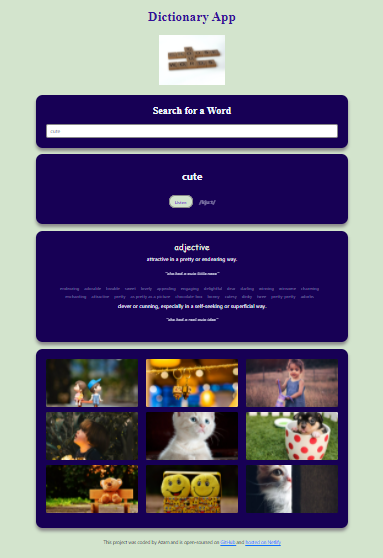 Dictionary App
Search for a Word
cute
cute
Listen
adjective
attractive in a pretty or endearing way.
"she had a cute little nose"
endearing adorable lovable sweet lovely appealing engaging delightful dear darling winning winsome charming
enchanting attractive pretty as pretty as a picture chocolate-box bonny cutesy dinky twee pretty-pretty
clever or cunning, especially in a self-seeking or superficial way.
"she had a real cute idea"
This project was coded by Adam and is open-sourced on GitHub and hosted on Netlify